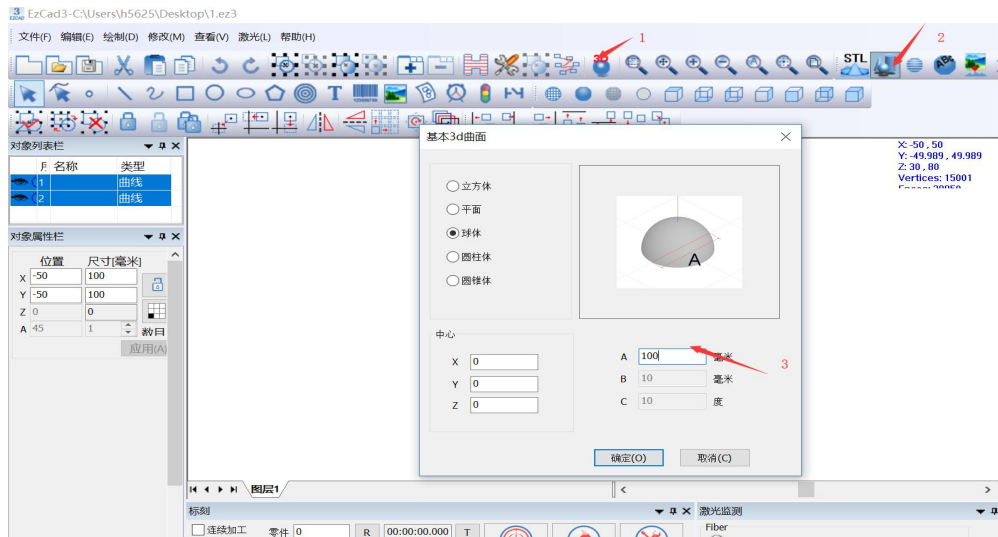 EzCad3-C:\Users\h5625\Desktop\1.ez3
文件(F) 编辑(E) 绘制(D) 修改(M) 查看(V) 激光(L) 帮助(H)
1
2
3D
STL
ABC
T
对象列表栏
名称 类型
1 曲线
2 曲线
对象属性栏
位置 尺寸[毫米]
X -50 100
Y -50 100
Z 0 0
A 45 1 数目
应用(A)
基本3d曲面
立方体
平面
球体
圆柱体
圆锥体
A
中心
X 0
Y 0
Z 0
A 100 毫米
B 10 毫米
C 10 度
3
确定(O) 取消(C)
X: -50 , 50
Y: -49.989 , 49.989
Z: 30 , 80
Vertices: 15001
图层1
标刻
连续加工 零件 0 R 00:00:00.000 T
激光监测
Fiber